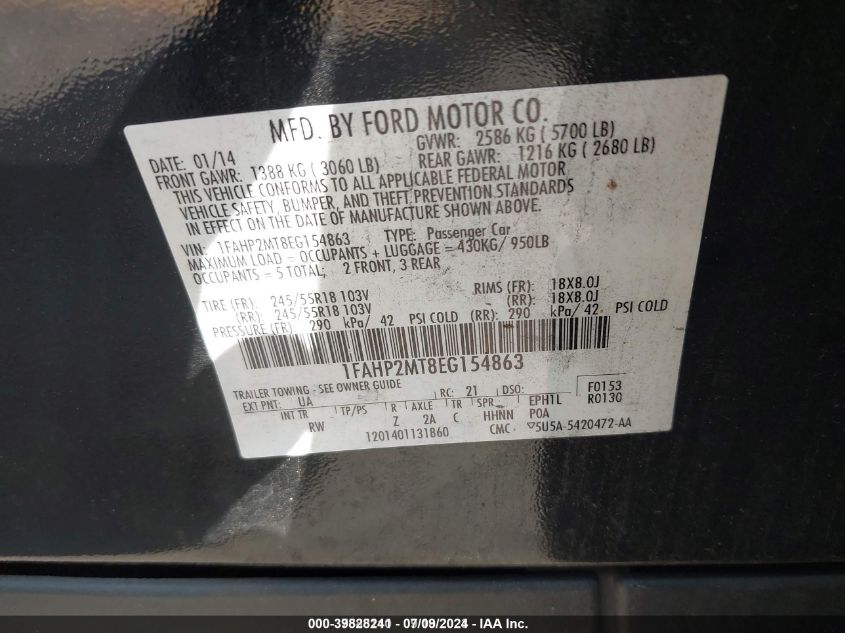 MFD. BY FORD MOTOR CO.
DATE: 01/14 GVWR: 2586 KG ( 5700 LB)
FRONT GAWR: 1388 KG ( 3060 LB) REAR GAWR: 1216 KG ( 2680 LB)
THIS VEHICLE CONFORMS TO ALL APPLICABLE FEDERAL MOTOR
VEHICLE SAFETY, BUMPER, AND THEFT PREVENTION STANDARDS
IN EFFECT ON THE DATE OF MANUFACTURE SHOWN ABOVE.
VIN: 1FAHP2MT8EG154863 TYPE: Passenger Car
MAXIMUM LOAD = OCCUPANTS + LUGGAGE = 430KG/ 950LB
OCCUPANTS = 5 TOTAL; 2 FRONT, 3 REAR
TIRE (FR): 245/55R18 103V RIMS (FR): 18X8.0J
(RR): 245/55R18 103V (RR): 18X8.0J
PRESSURE (FR): 290 kPa/ 42 PSI COLD (RR): 290 kPa/ 42 PSI COLD
1FAHP2MT8EG154863
TRAILER TOWING - SEE OWNER GUIDE
EXT PNT: UA RC: 21 DSO: F0153
INT TR TP/PS R AXLE TR SPR EPH1L R0130
RW Z 2A C HHNN POA
1201401131860 CMC 5U5A-5420472-AA
000-39828241 - 07/09/2024 - IAA Inc.